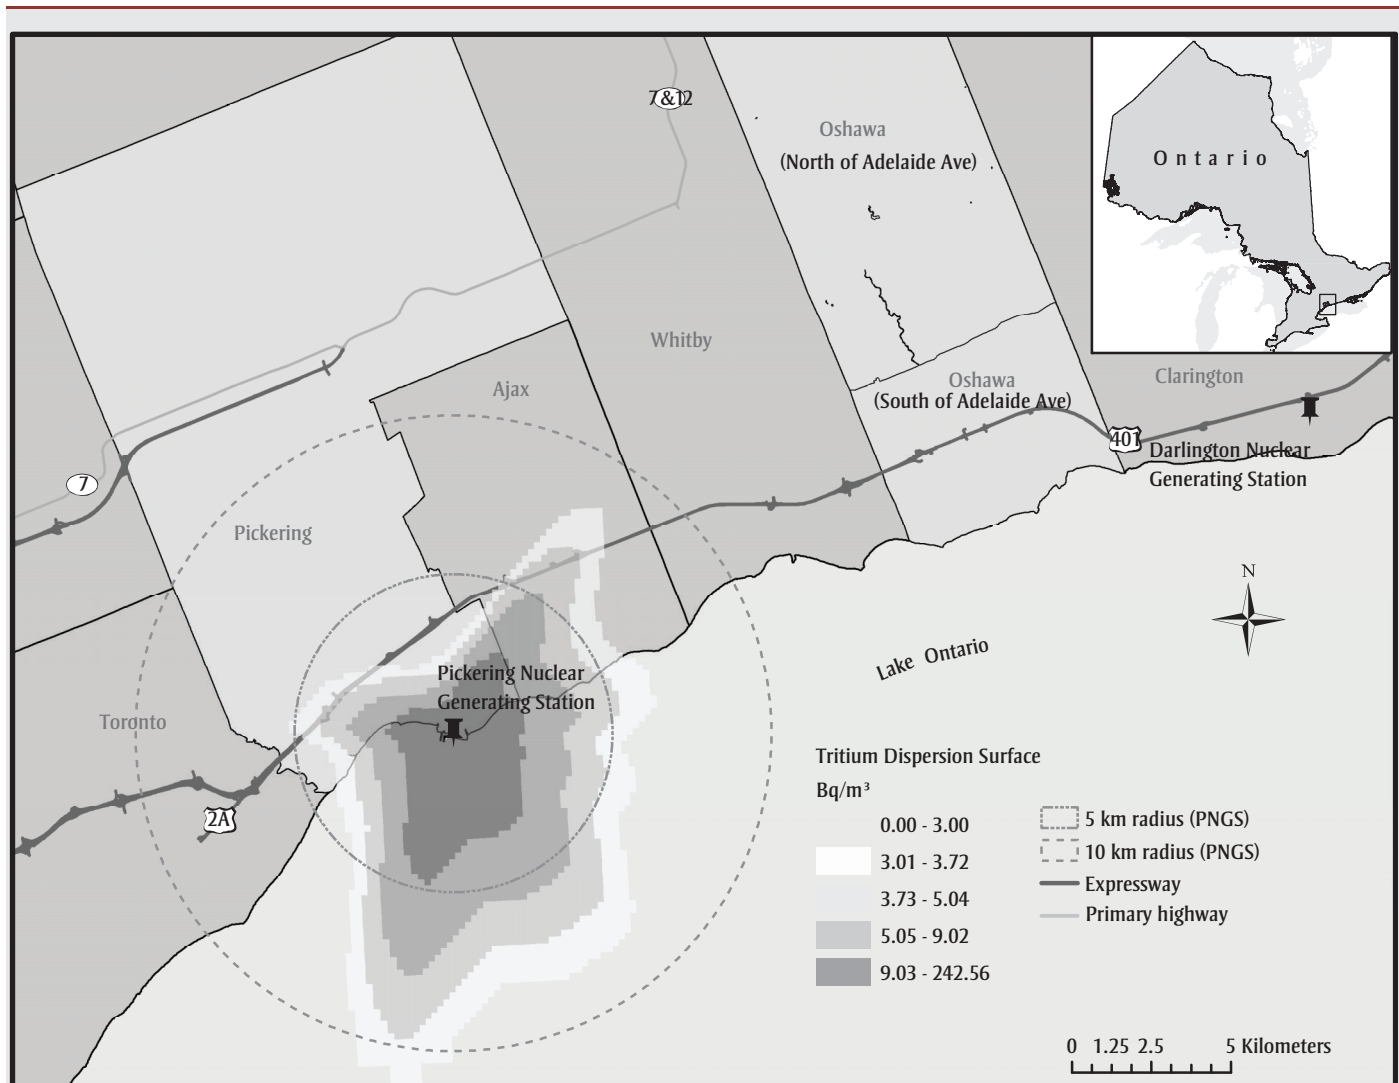 7&12
Oshawa
(North of Adelaide Ave)
Ontario
Whitby
Ajax
Oshawa
(South of Adelaide Ave)
Clarington
401
Darlington Nuclear
Generating Station
7
Pickering
N
Lake Ontario
Pickering Nuclear
Generating Station
Toronto
2A
Tritium Dispersion Surface
Bq/m³
0.00 - 3.00
3.01 - 3.72
3.73 - 5.04
5.05 - 9.02
9.03 - 242.56
5 km radius (PNGS)
10 km radius (PNGS)
Expressway
Primary highway
0 1.25 2.5 5 Kilometers